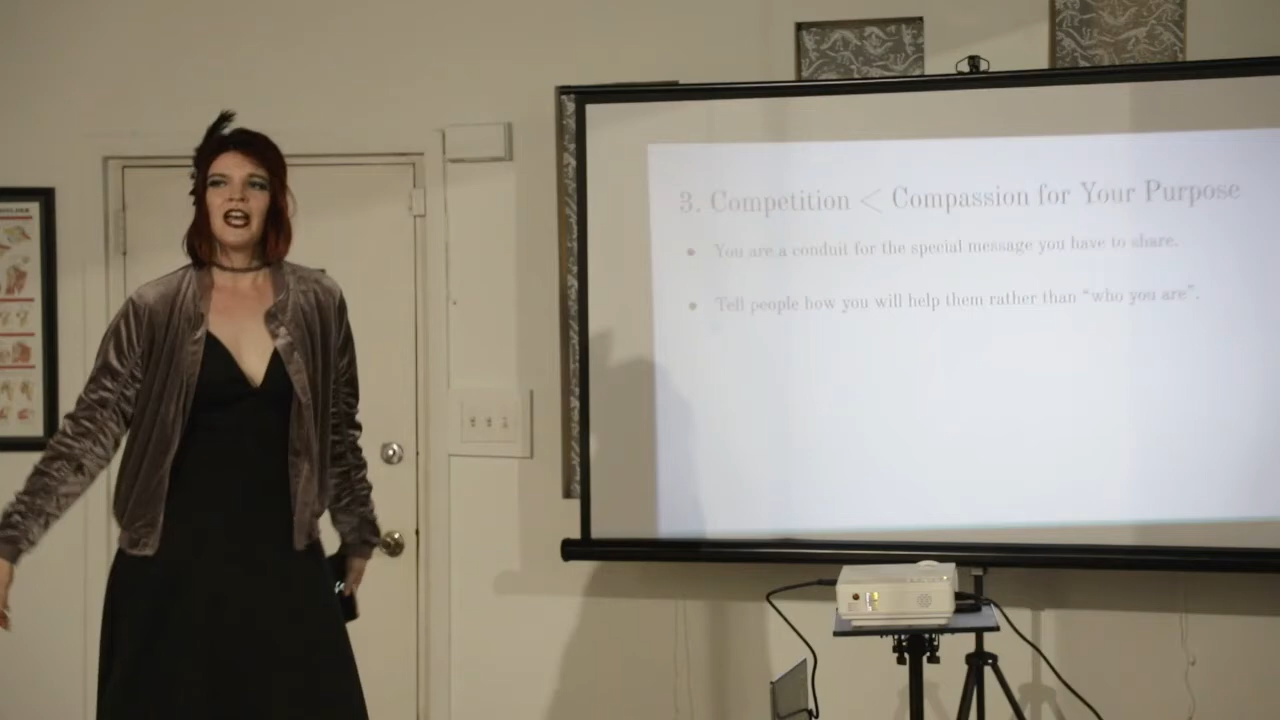 3. Competition < Compassion for Your Purpose
• You are a conduit for the special message you have to share.
• Tell people how you will help them rather than “who you are”.